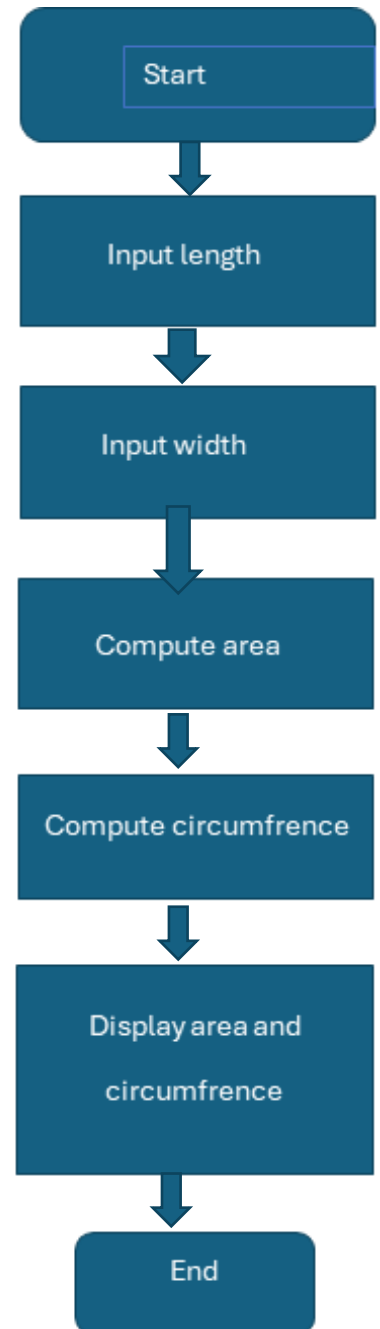 Start
Input length
Input width
Compute area
Compute circumfrence
Display area and
circumfrence
End